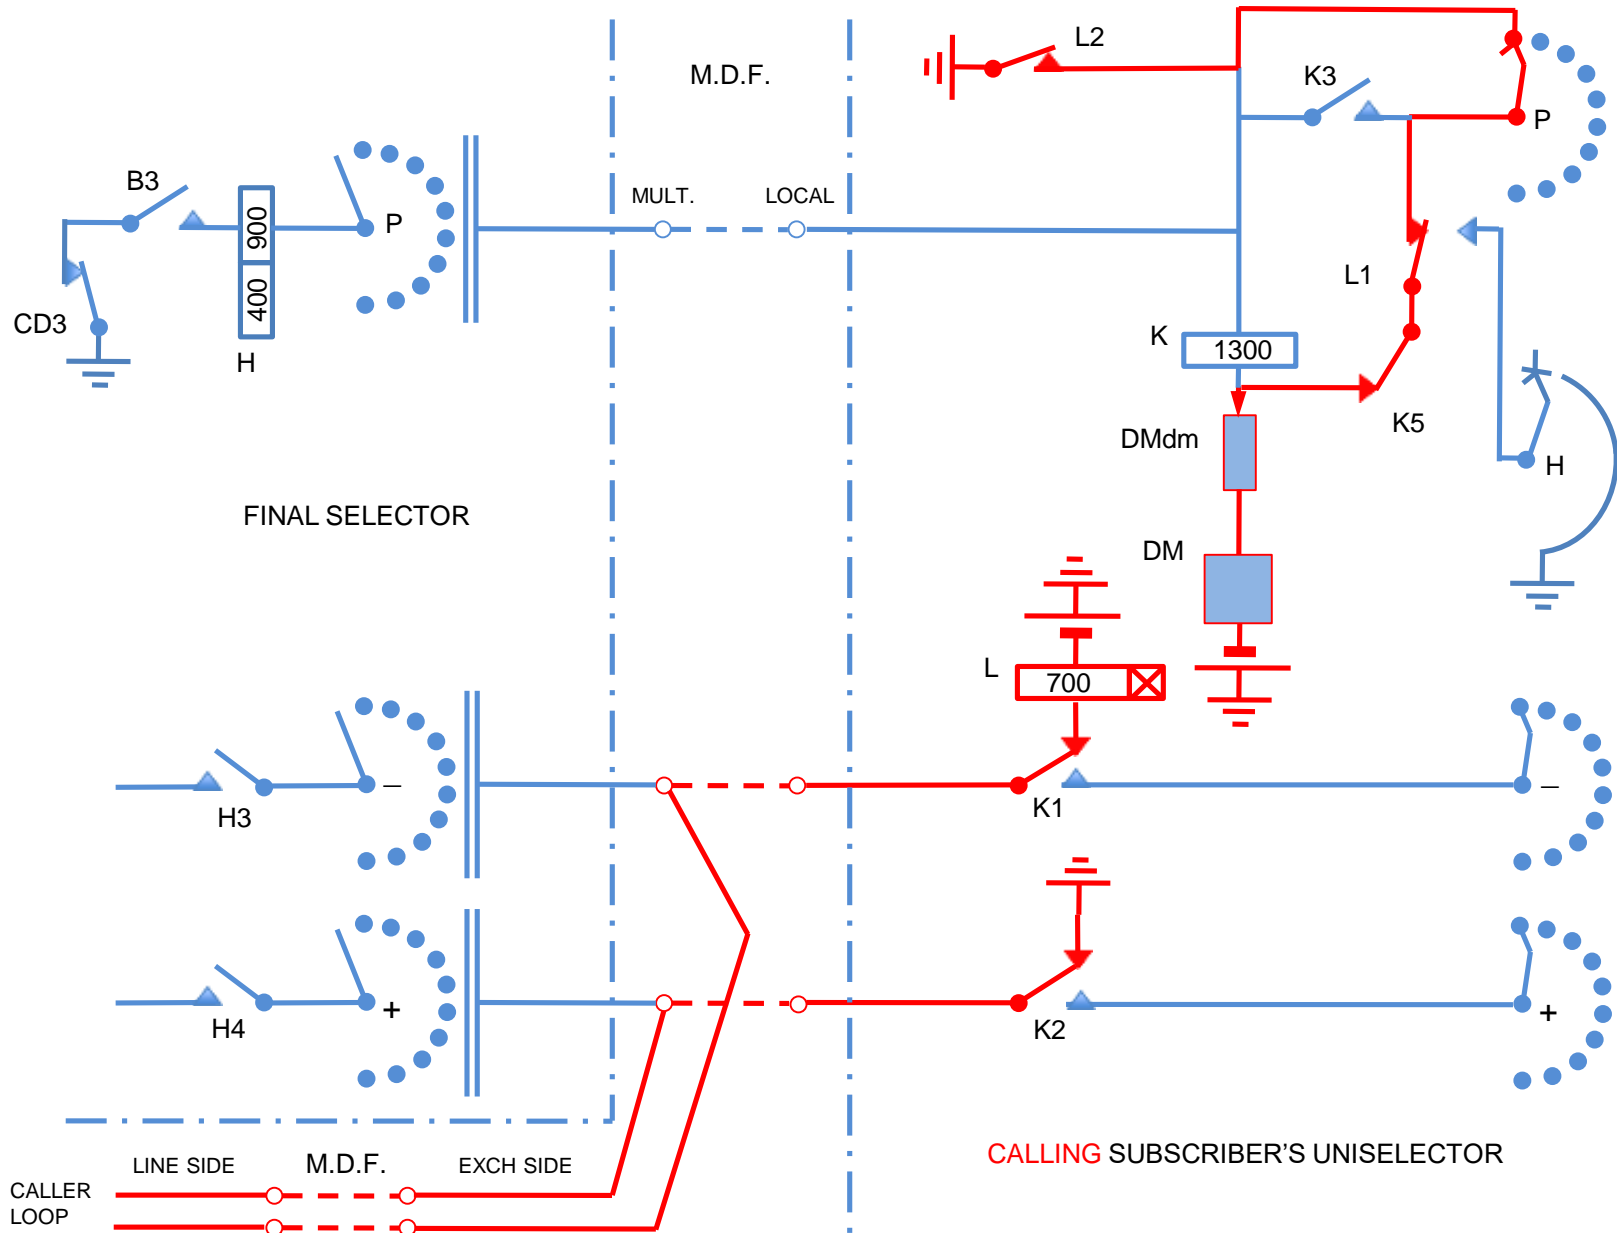 L2
M.D.F.
K3
P
B3
900
P
MULT.
LOCAL
400
L1
CD3
H
K
1300
K5
DMdm
H
FINAL SELECTOR
DM
L
700
–
–
H3
K1
+
+
H4
K2
LINE SIDE
M.D.F.
EXCH SIDE
CALLING SUBSCRIBER'S UNISELECTOR
CALLER
LOOP